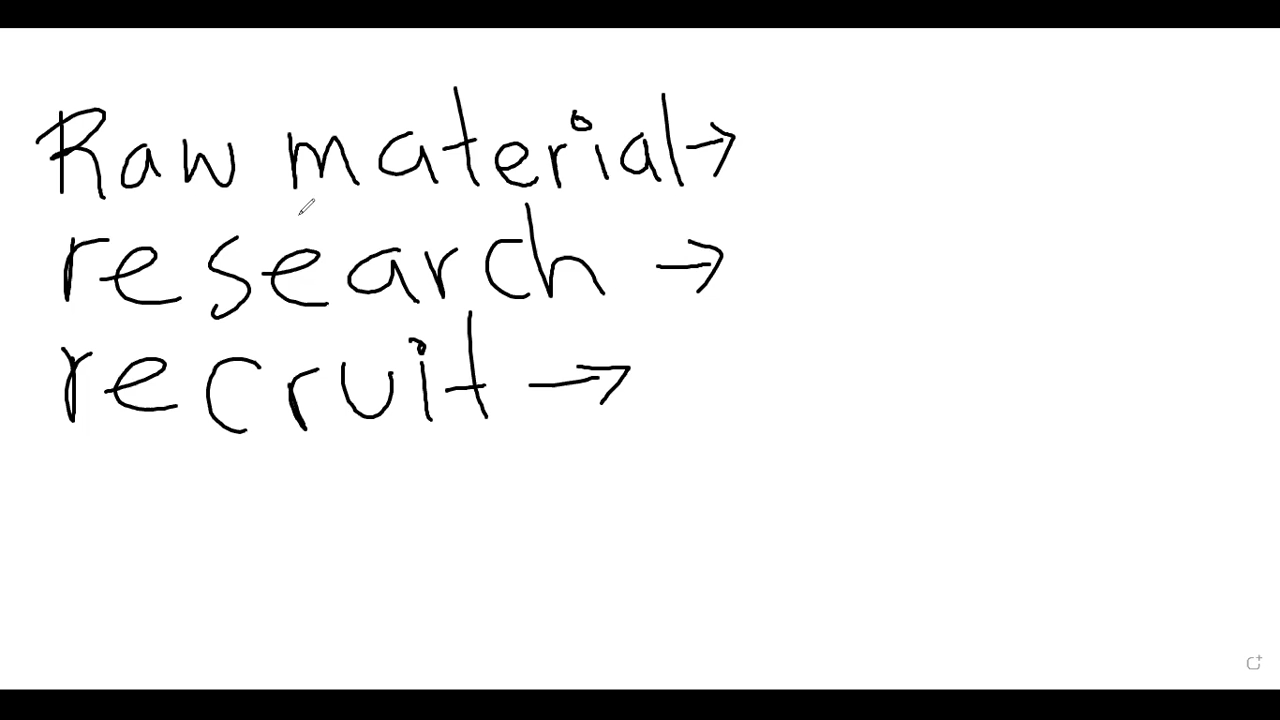 Raw material →
research →
recruit →